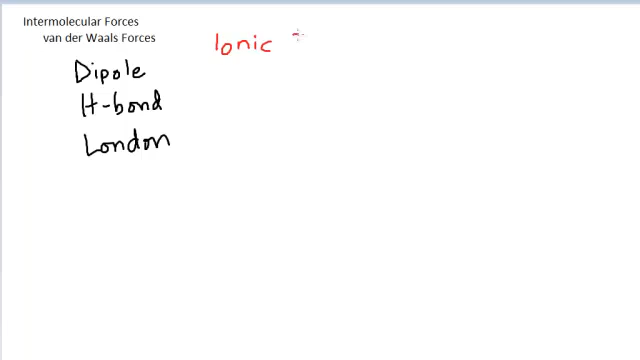 Intermolecular Forces
van der Waals Forces
Ionic
Dipole
H-bond
London